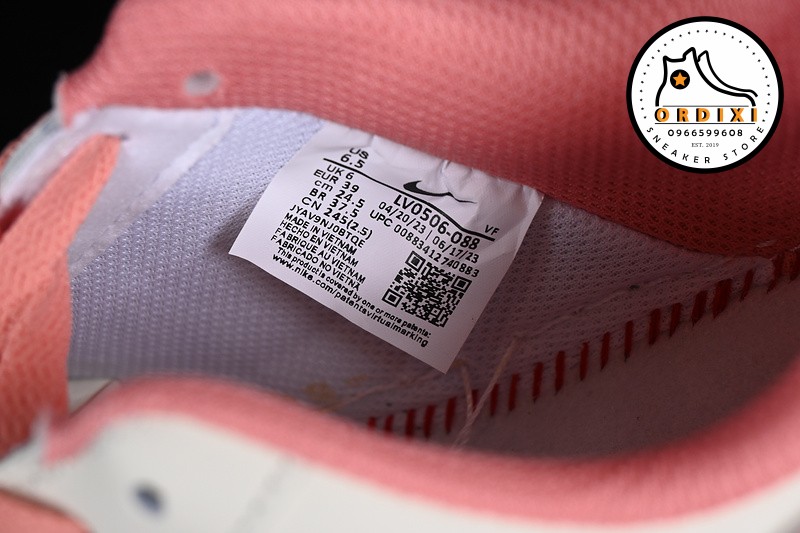 US
6.5
UK 6
EUR 39
cm 24.5
BR 37.5
CN 245(2.5)
JYAV9NJ08TQE
MADE IN VIETNAM
HECHO EN VIETNAM
FABRIQUE AU VIETNAM
FABRICADO NO VIETNÃ
This product is covered by one or more patents:
www.nike.com/patentsvirtualmarking
LV0506-088
VF
04/20/23 | 06/17/23
UPC 00883412740883
ORDIXI
0966599608
EST. 2019
SNEAKER STORE